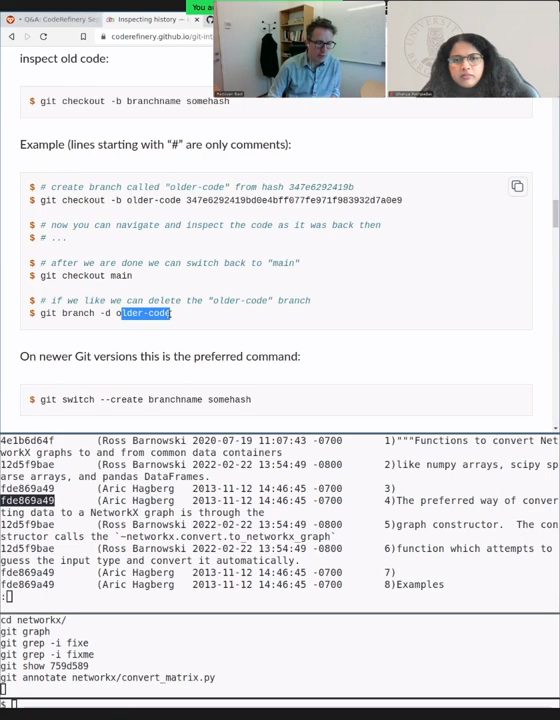 You a
Q&A: CodeRefinery Se
Inspecting history —
coderefinery.github.io/git-int
inspect old code:
$ git checkout -b branchname somehash
Example (lines starting with “#” are only comments):
$ # create branch called "older-code" from hash 347e6292419b
$ git checkout -b older-code 347e6292419bd0e4bff077fe971f983932d7a0e9
$ # now you can navigate and inspect the code as it was back then
$ # ...
$ # after we are done we can switch back to "main"
$ git checkout main
$ # if we like we can delete the "older-code" branch
$ git branch -d older-code
On newer Git versions this is the preferred command:
$ git switch --create branchname somehash
4e1b6d64f (Ross Barnowski 2020-07-19 11:07:43 -0700 1)"""Functions to convert Net
workX graphs to and from common data containers
12d5f9bae (Ross Barnowski 2022-02-22 13:54:49 -0800 2)like numpy arrays, scipy sp
arse arrays, and pandas DataFrames.
fde869a49 (Aric Hagberg 2013-11-12 14:46:45 -0700 3)
fde869a49 (Aric Hagberg 2013-11-12 14:46:45 -0700 4)The preferred way of conver
ting data to a NetworkX graph is through the
12d5f9bae (Ross Barnowski 2022-02-22 13:54:49 -0800 5)graph constructor.  The con
structor calls the `~networkx.convert.to_networkx_graph`
12d5f9bae (Ross Barnowski 2022-02-22 13:54:49 -0800 6)function which attempts to
guess the input type and convert it automatically.
fde869a49 (Aric Hagberg 2013-11-12 14:46:45 -0700 7)
fde869a49 (Aric Hagberg 2013-11-12 14:46:45 -0700 8)Examples
:
cd networkx/
git graph
git grep -i fixe
git grep -i fixme
git show 759d589
git annotate networkx/convert_matrix.py
$